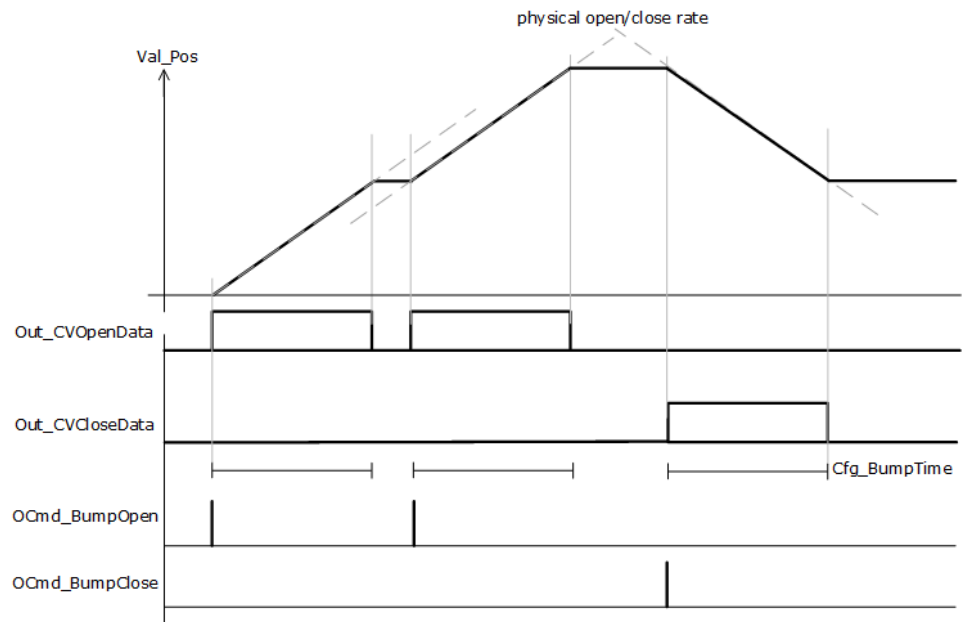 physical open/close rate
Val_Pos
Out_CVOpenData
Out_CVCloseData
Cfg_BumpTime
OCmd_BumpOpen
OCmd_BumpClose